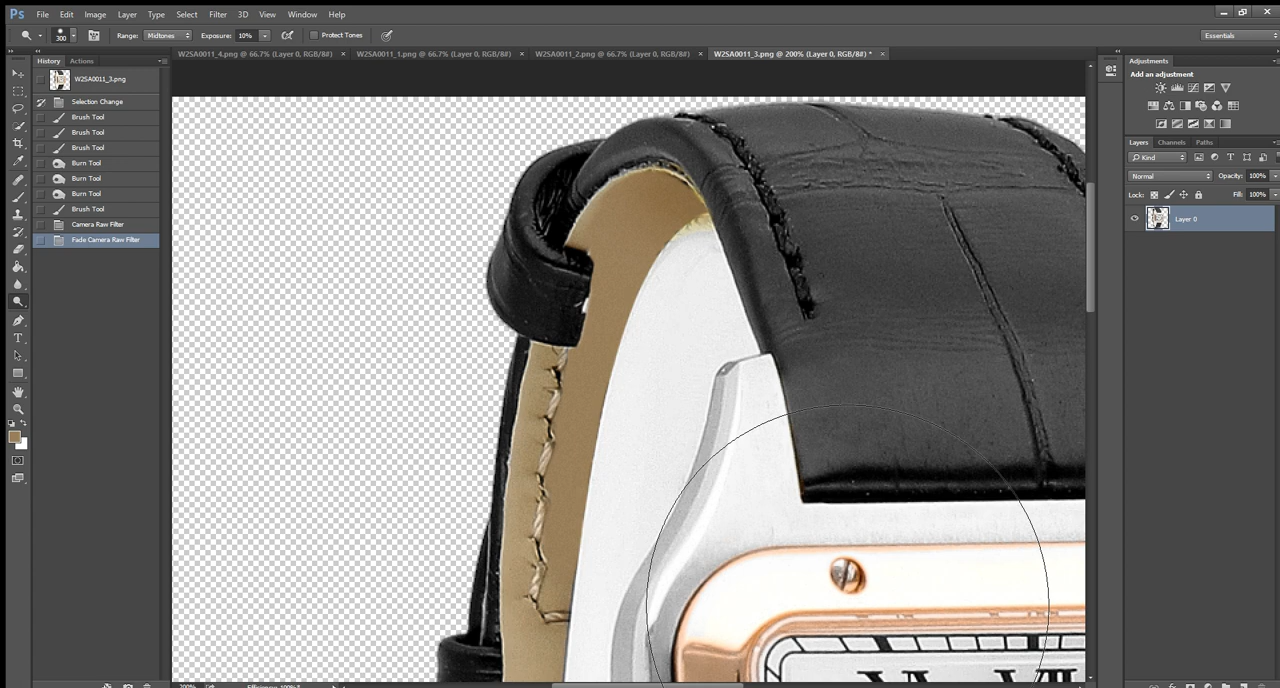 Ps File Edit Image Layer Type Select Filter 3D View Window Help
300 Range: Midtones Exposure: 10% Protect Tones Essentials
W2SA0011_4.png @ 66.7% (Layer 0, RGB/8#) × W2SA0011_1.png @ 66.7% (Layer 0, RGB/8#) × W2SA0011_2.png @ 66.7% (Layer 0, RGB/8#) × W2SA0011_3.png @ 200% (Layer 0, RGB/8#) * ×
History Actions
W2SA0011_3.png
Selection Change
Brush Tool
Brush Tool
Brush Tool
Burn Tool
Burn Tool
Burn Tool
Brush Tool
Camera Raw Filter
Fade Camera Raw Filter
Adjustments
Add an adjustment
Layers Channels Paths
Kind
Normal Opacity: 100%
Lock: Fill: 100%
Layer 0
200% Efficiency: 100%*